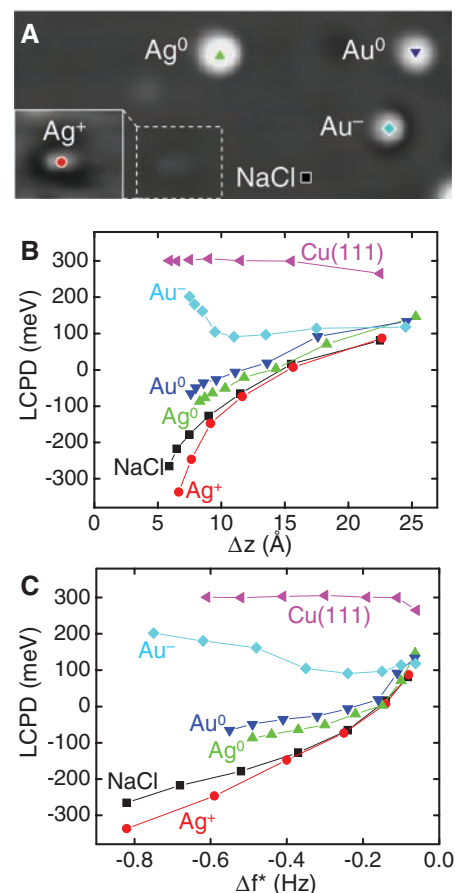 A
Ag⁰
Au⁰
Ag⁺
Au⁻
NaCl
B
300
200
100
0
-100
-200
-300
LCPD (meV)
Cu(111)
Au⁻
Au⁰
Ag⁰
NaCl
Ag⁺
0 5 10 15 20 25
Δz (Å)
C
300
200
100
0
-100
-200
-300
LCPD (meV)
Cu(111)
Au⁻
Au⁰
Ag⁰
NaCl
Ag⁺
-0.8 -0.6 -0.4 -0.2 0.0
Δf* (Hz)